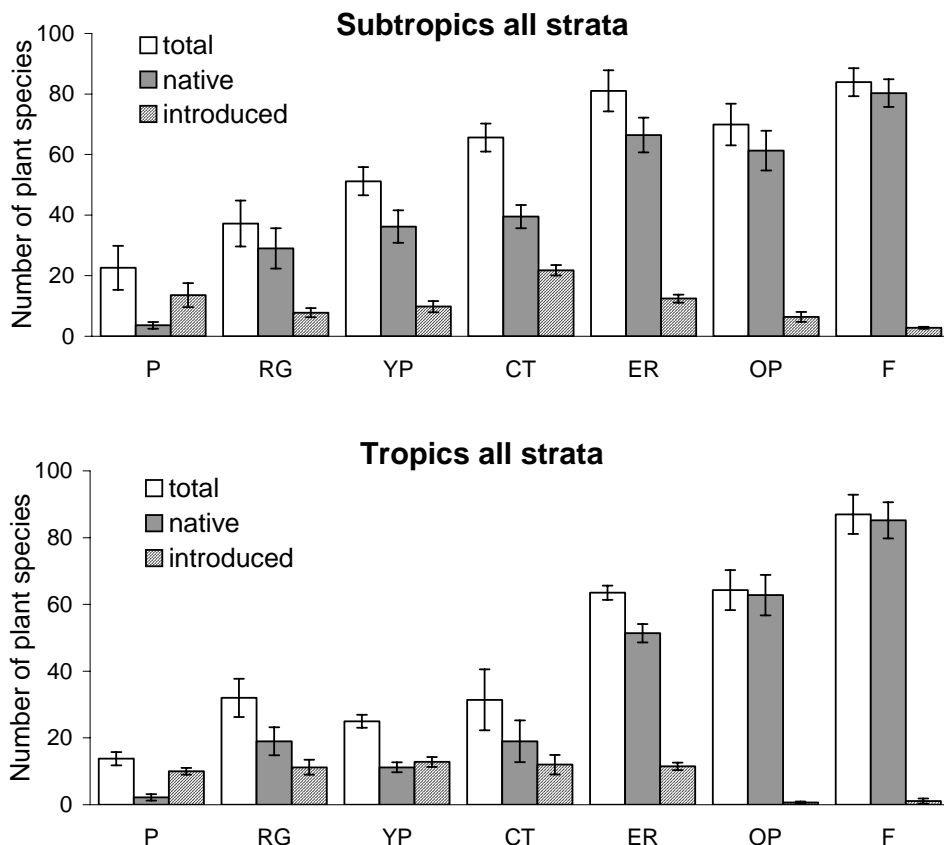 Subtropics all strata
total
native
introduced
Number of plant species
100
80
60
40
20
0
P RG YP CT ER OP F
Tropics all strata
total
native
introduced
Number of plant species
100
80
60
40
20
0
P RG YP CT ER OP F